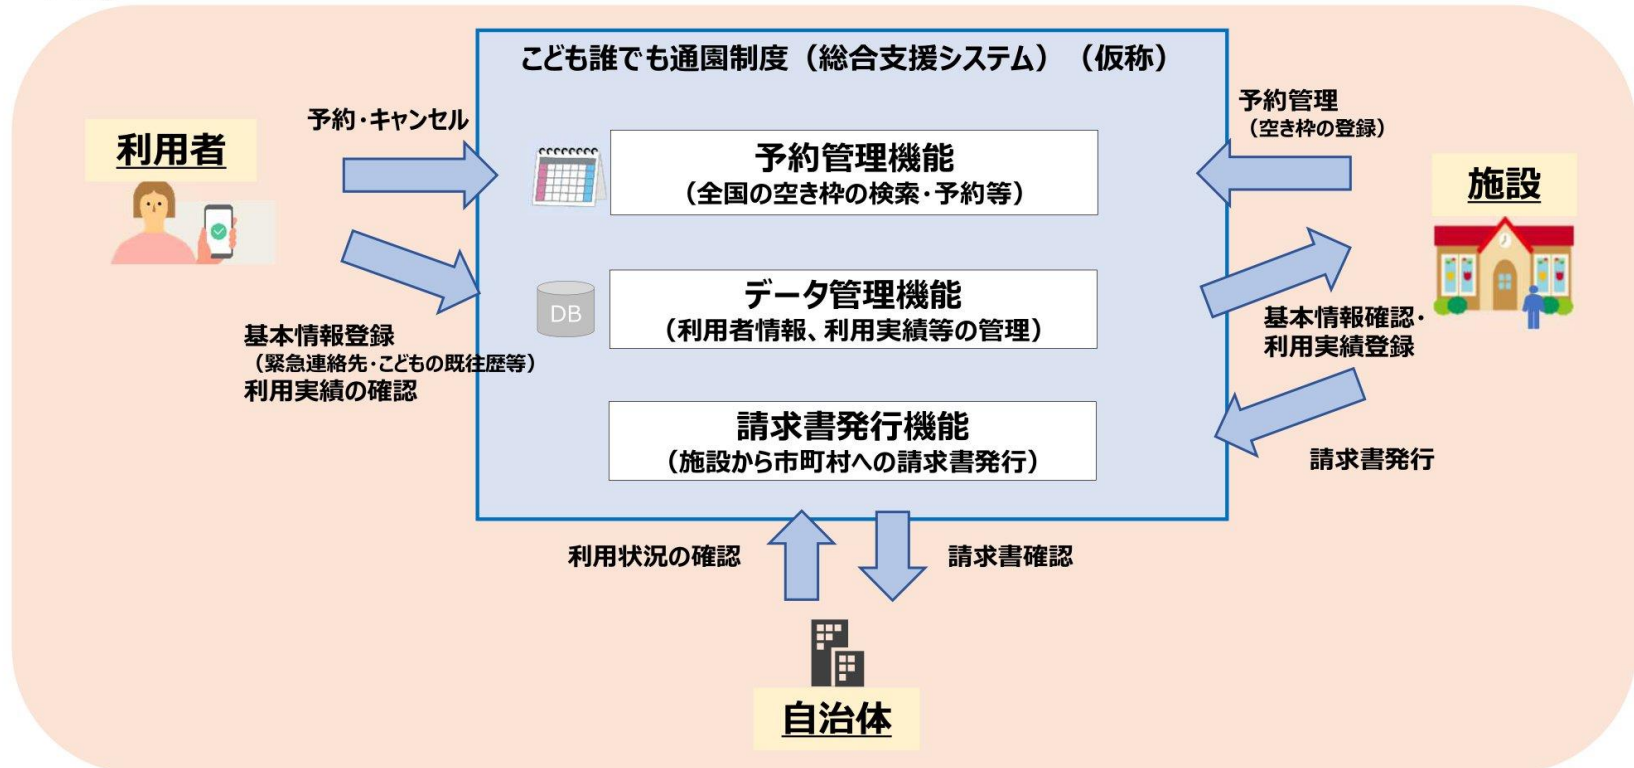 こども誰でも通園制度（総合支援システム）（仮称）
利用者
予約・キャンセル
予約管理機能
（全国の空き枠の検索・予約等）
予約管理
（空き枠の登録）
施設
DB
データ管理機能
（利用者情報、利用実績等の管理）
基本情報登録
（緊急連絡先・こどもの既往歴等）
利用実績の確認
基本情報確認・
利用実績登録
請求書発行機能
（施設から市町村への請求書発行）
請求書発行
利用状況の確認
請求書確認
自治体